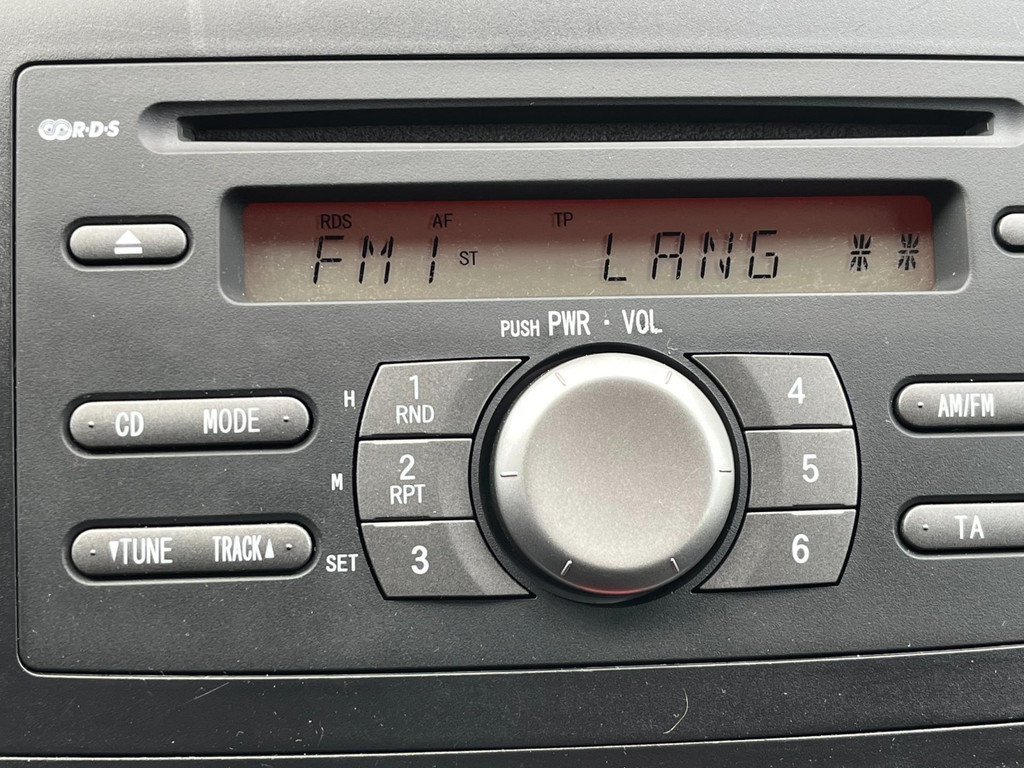 R·D·S
RDS AF TP
FM1 ST LANG **
PUSH PWR · VOL
H 1 RND
4
CD MODE
AM/FM
M 2 RPT
5
▼TUNE TRACK▲
SET 3
6
TA